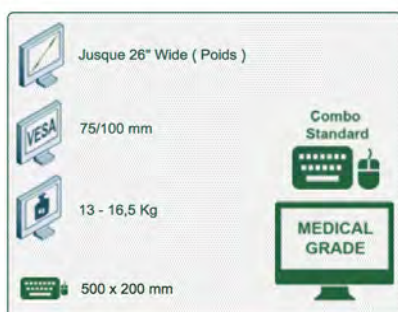 Jusque 26" Wide ( Poids )
VESA
75/100 mm
KG
13 - 16,5 Kg
500 x 200 mm
Combo
Standard
MEDICAL
GRADE